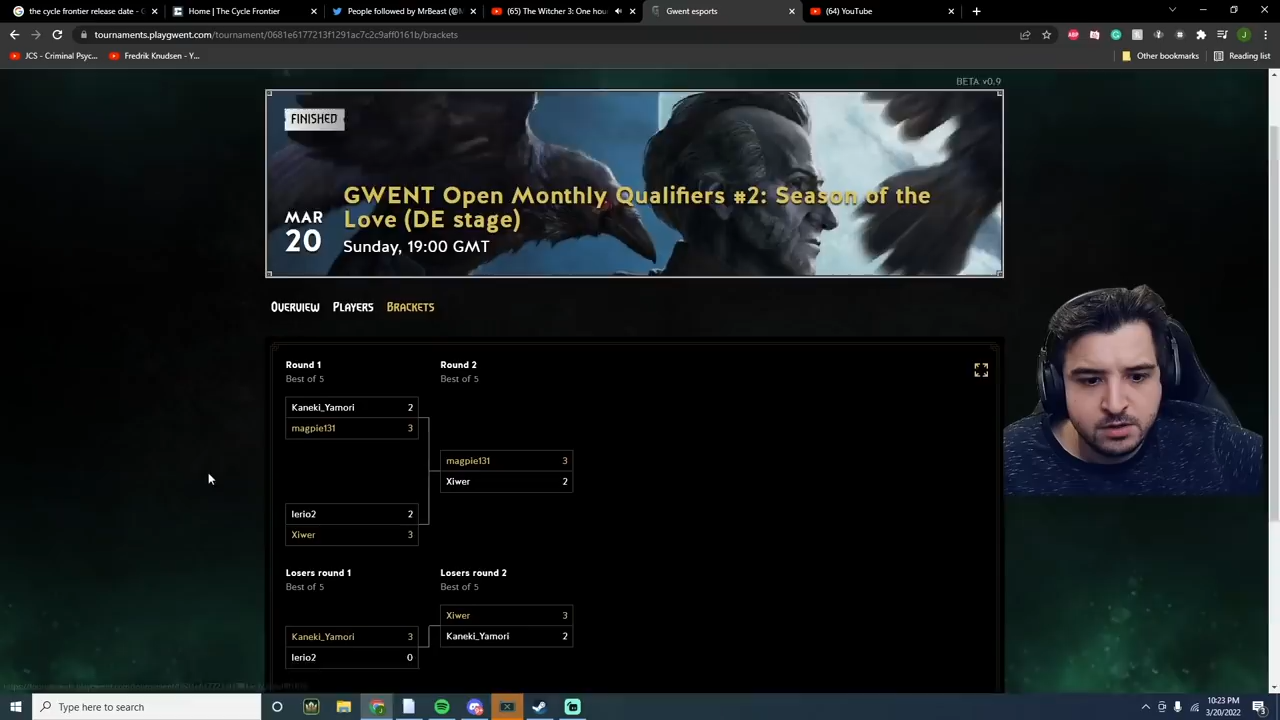 the cycle frontier release date - G
Home | The Cycle Frontier
People followed by MrBeast (@M
(65) The Witcher 3: One hou
Gwent esports
(64) YouTube
tournaments.playgwent.com/tournament/0681e6177213f1291ac7c2c9aff0161b/brackets
JCS - Criminal Psyc...
Fredrik Knudsen - Y...
Other bookmarks
Reading list
BETA v0.9
FINISHED
MAR
20
GWENT Open Monthly Qualifiers #2: Season of the
Love (DE stage)
Sunday, 19:00 GMT
Overview Players Brackets
Round 1
Best of 5
Round 2
Best of 5
Kaneki_Yamori 2
magpie131 3
magpie131 3
Xiwer 2
lerio2 2
Xiwer 3
Losers round 1
Best of 5
Losers round 2
Best of 5
Xiwer 3
Kaneki_Yamori 2
Kaneki_Yamori 3
lerio2 0
Type here to search
10:23 PM
3/20/2022